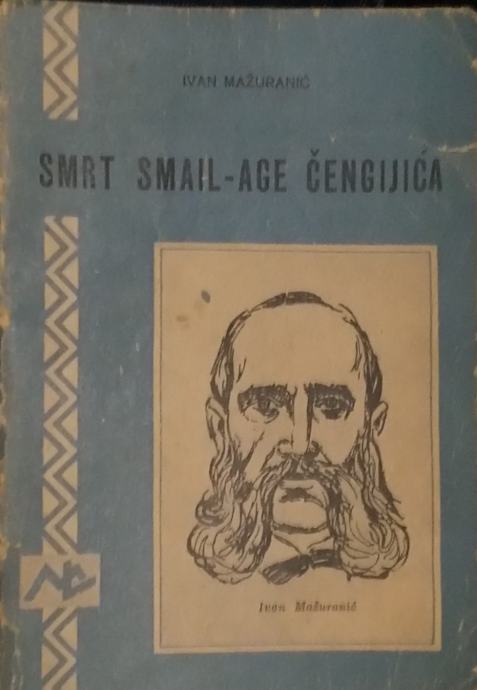 IVAN MAŽURANIĆ
SMRT SMAIL-AGE ČENGIJIĆA
Ivan Mažuranić